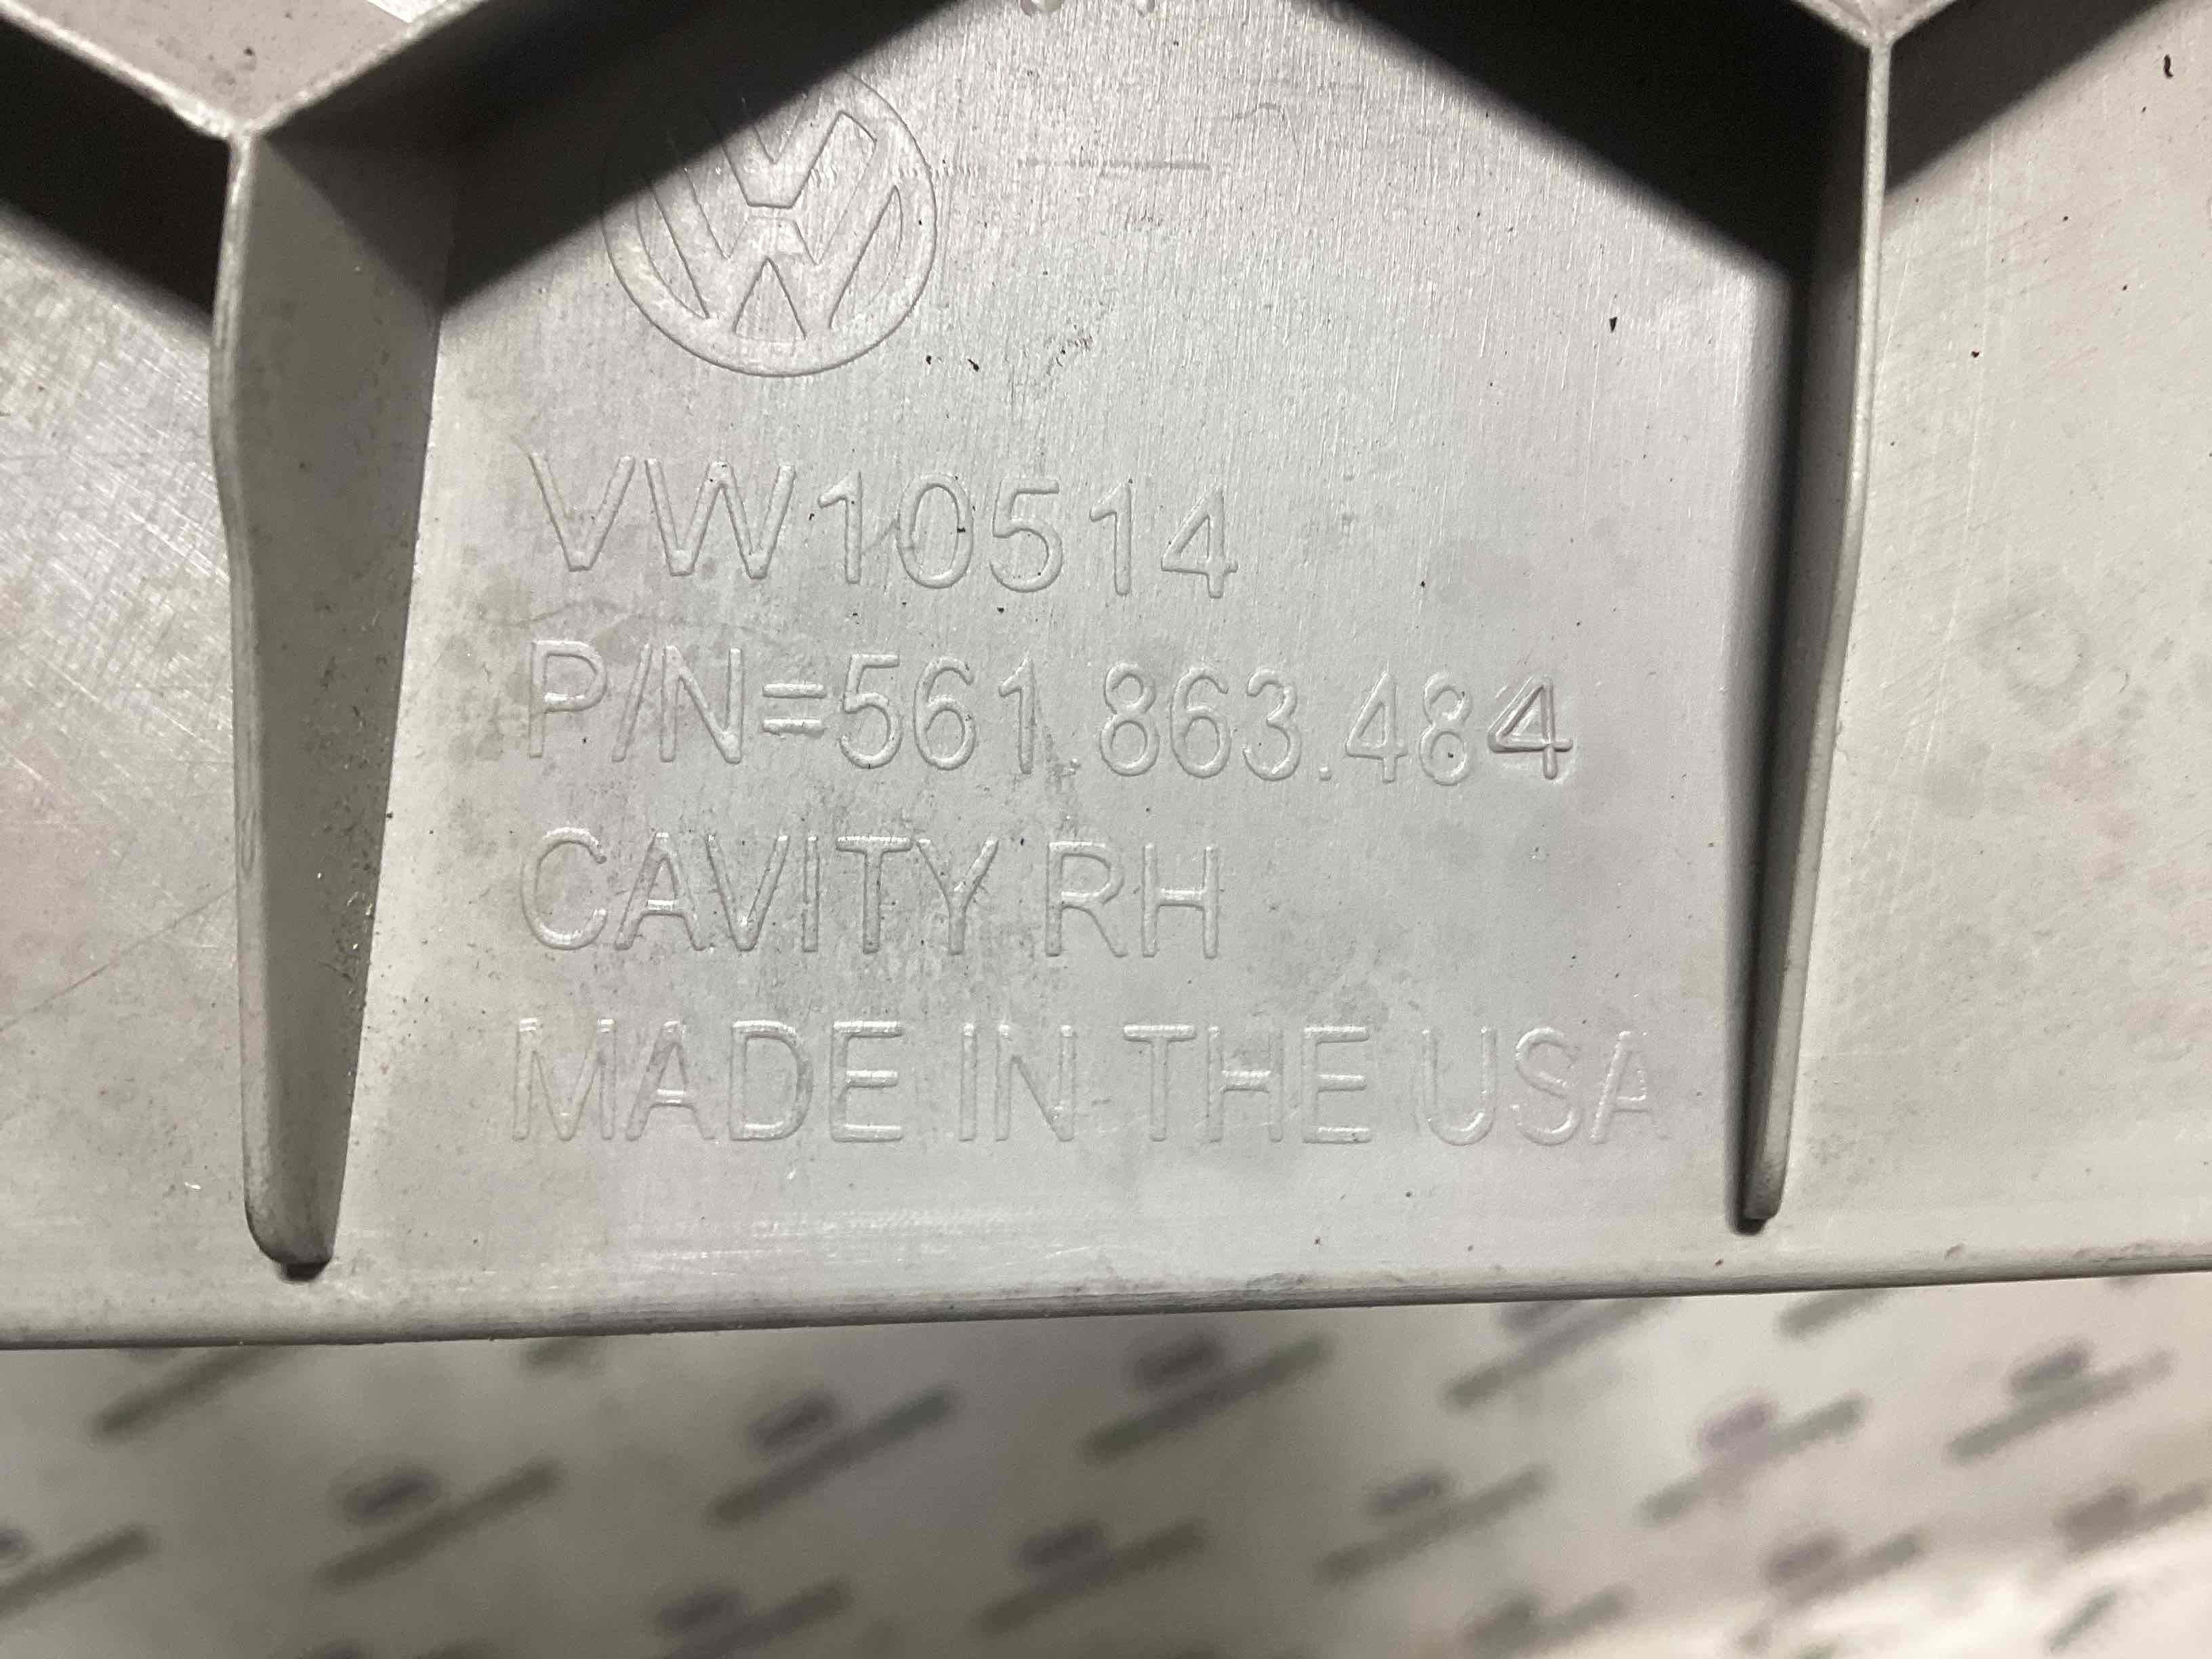 VW10514
P/N=561.863.484
CAVITY RH
MADE IN THE USA